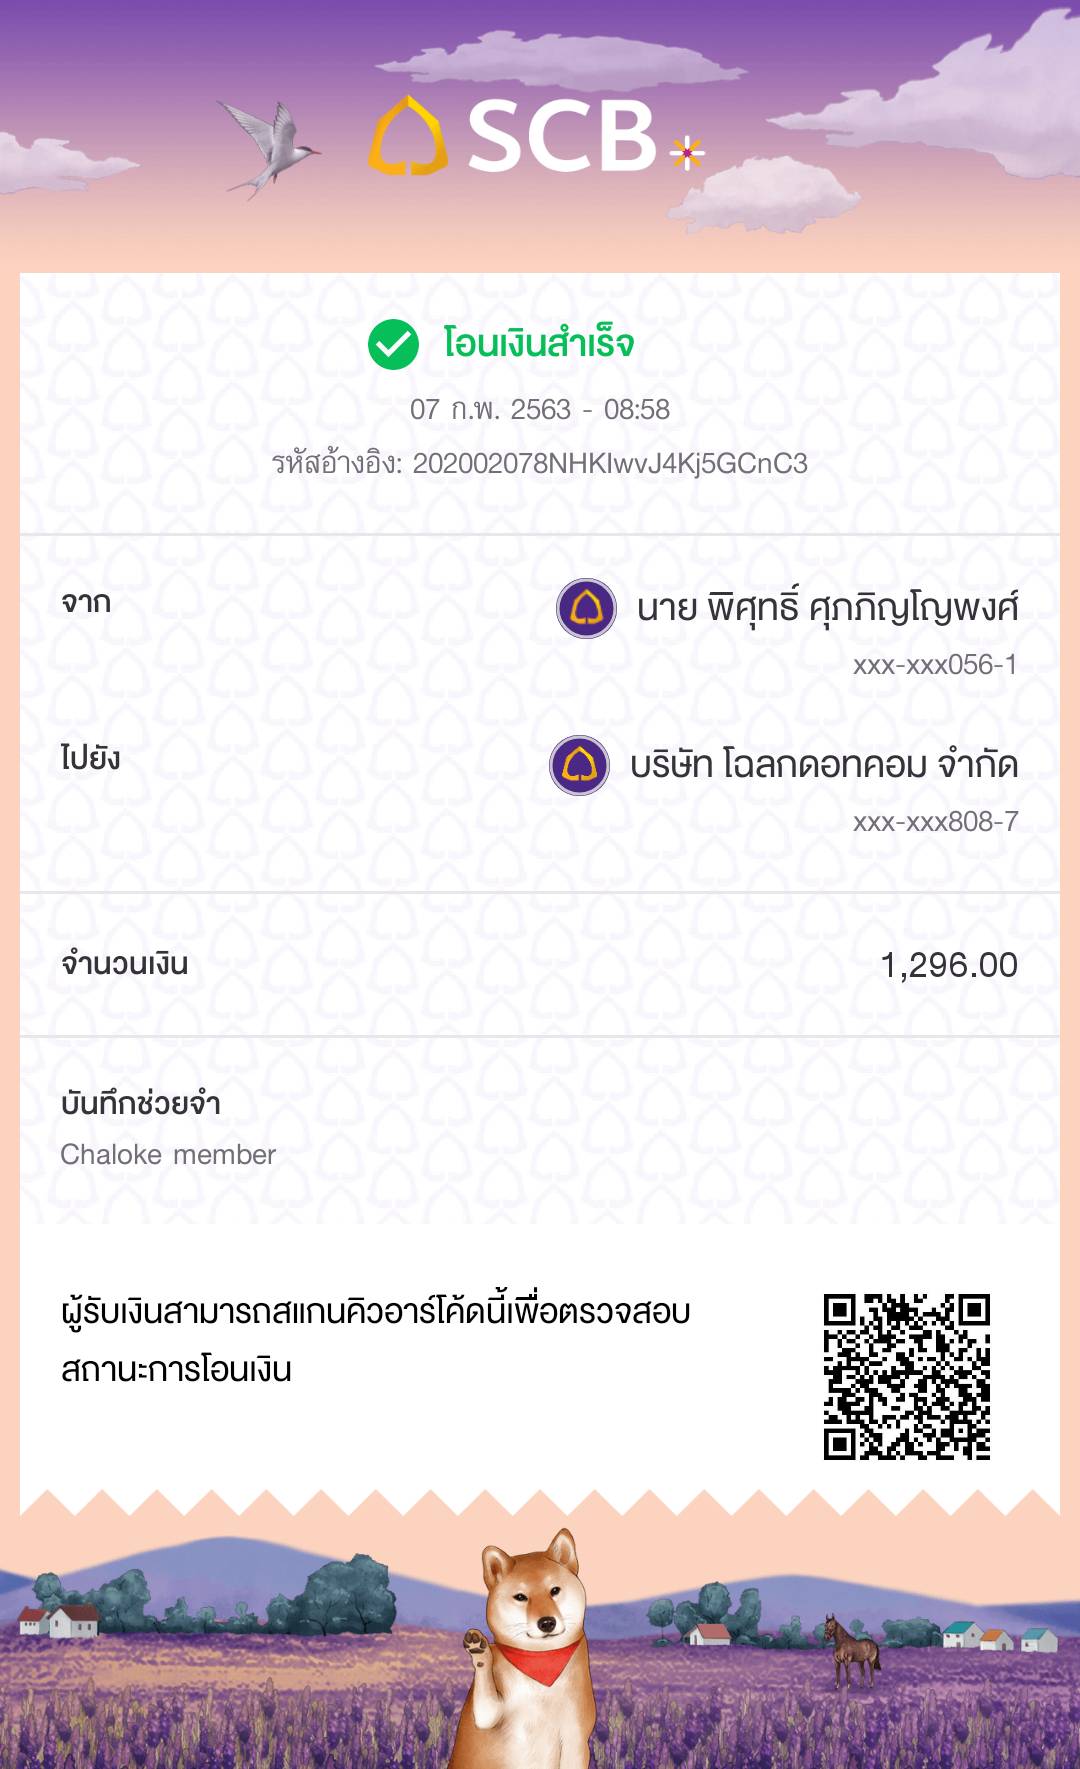 SCB
โอนเงินสำเร็จ
07 ก.พ. 2563 - 08:58
รหัสอ้างอิง: 202002078NHKIwvJ4Kj5GCnC3
จาก
นาย พิศุทธิ์ ศุภภิญโญพงศ์
xxx-xxx056-1
ไปยัง
บริษัท โฉลกดอทคอม จำกัด
xxx-xxx808-7
จำนวนเงิน
1,296.00
บันทึกช่วยจำ
Chaloke member
ผู้รับเงินสามารถสแกนคิวอาร์โค้ดนี้เพื่อตรวจสอบ
สถานะการโอนเงิน